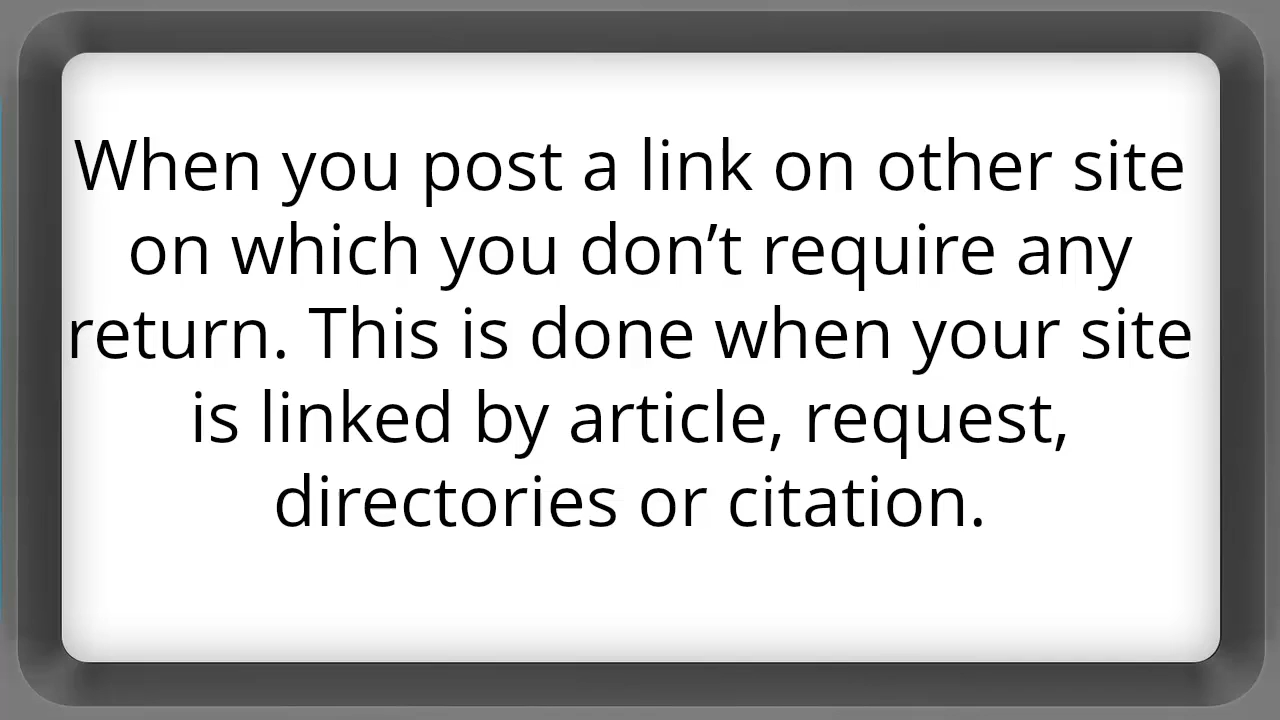 When you post a link on other site
on which you don’t require any
return. This is done when your site
is linked by article, request,
directories or citation.